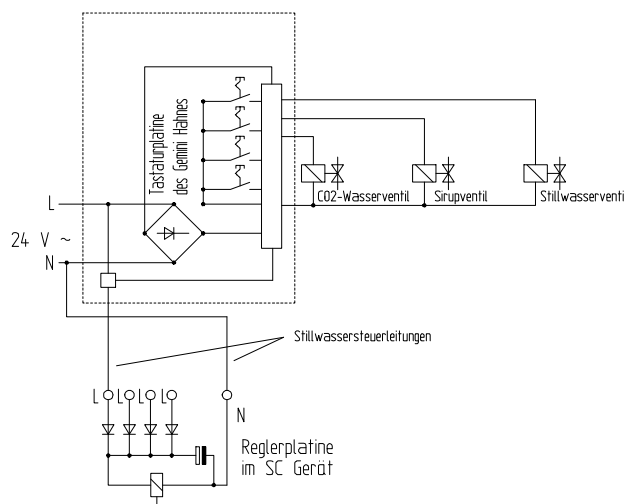 Tastaturplatine
des Gemini Hahnes
L
24 V ~
N
CO2-Wasserventil
Sirupventil
Stillwasserventi
Stillwassersteuerleitungen
L
L
L
L
N
Reglerplatine
im SC Gerät